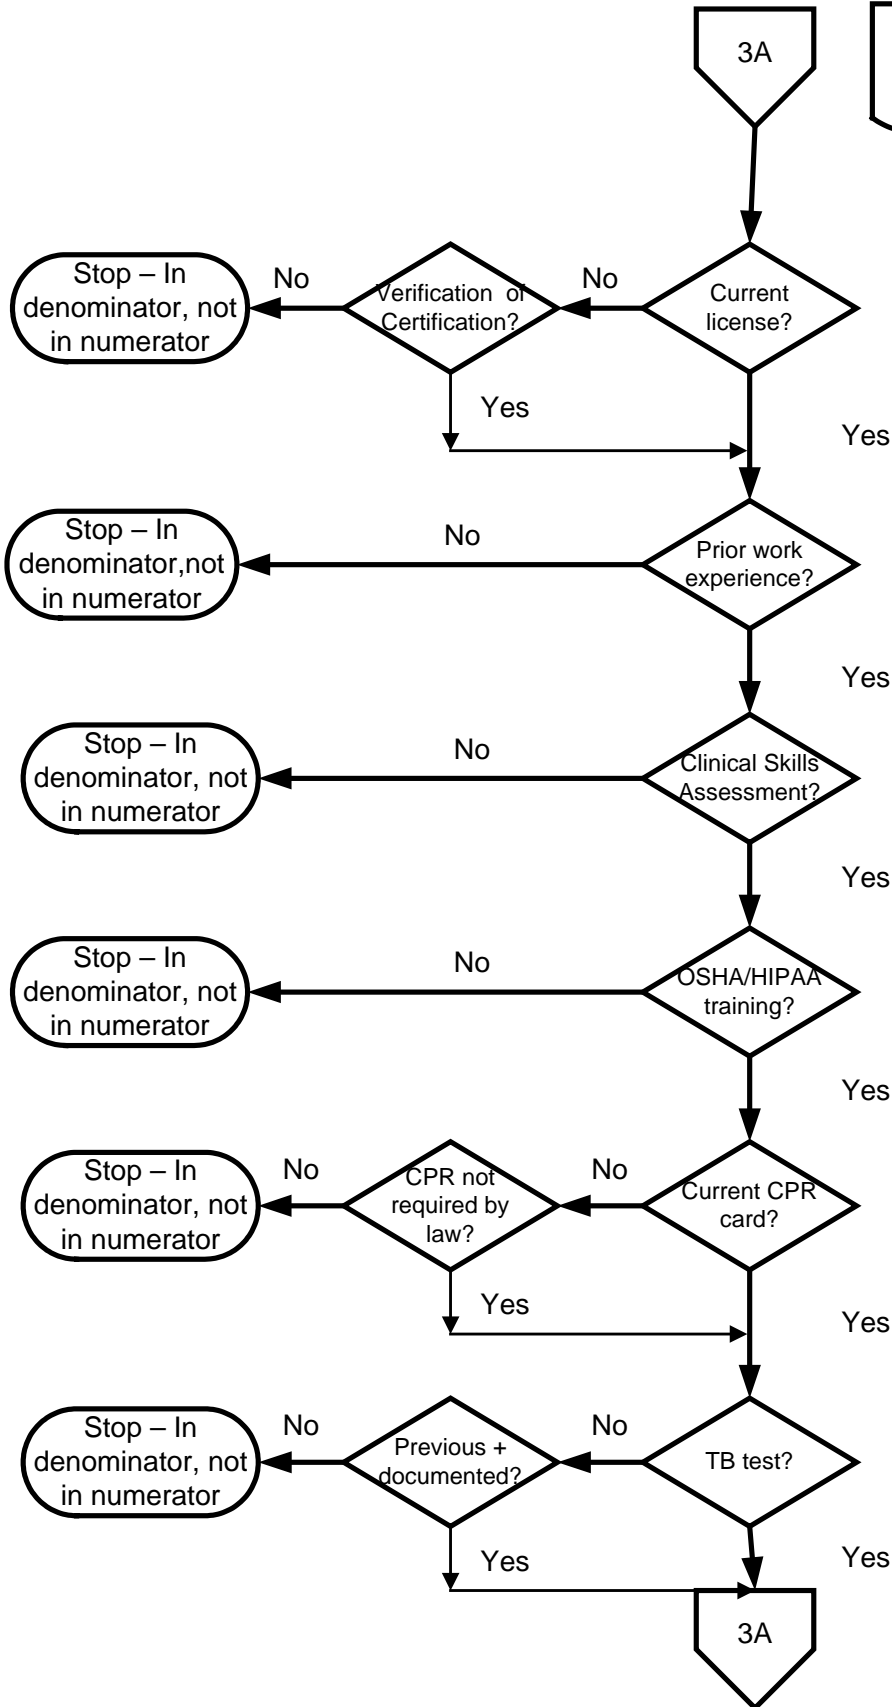 3A
Stop – In
denominator, not
in numerator
No
Verification of
Certification?
No
Current
license?
Yes
Yes
Stop – In
denominator,not
in numerator
No
Prior work
experience?
Yes
Stop – In
denominator, not
in numerator
No
Clinical Skills
Assessment?
Yes
Stop – In
denominator, not
in numerator
No
OSHA/HIPAA
training?
Yes
Stop – In
denominator, not
in numerator
No
CPR not
required by
law?
No
Current CPR
card?
Yes
Yes
Stop – In
denominator, not
in numerator
No
Previous +
documented?
No
TB test?
Yes
Yes
3A